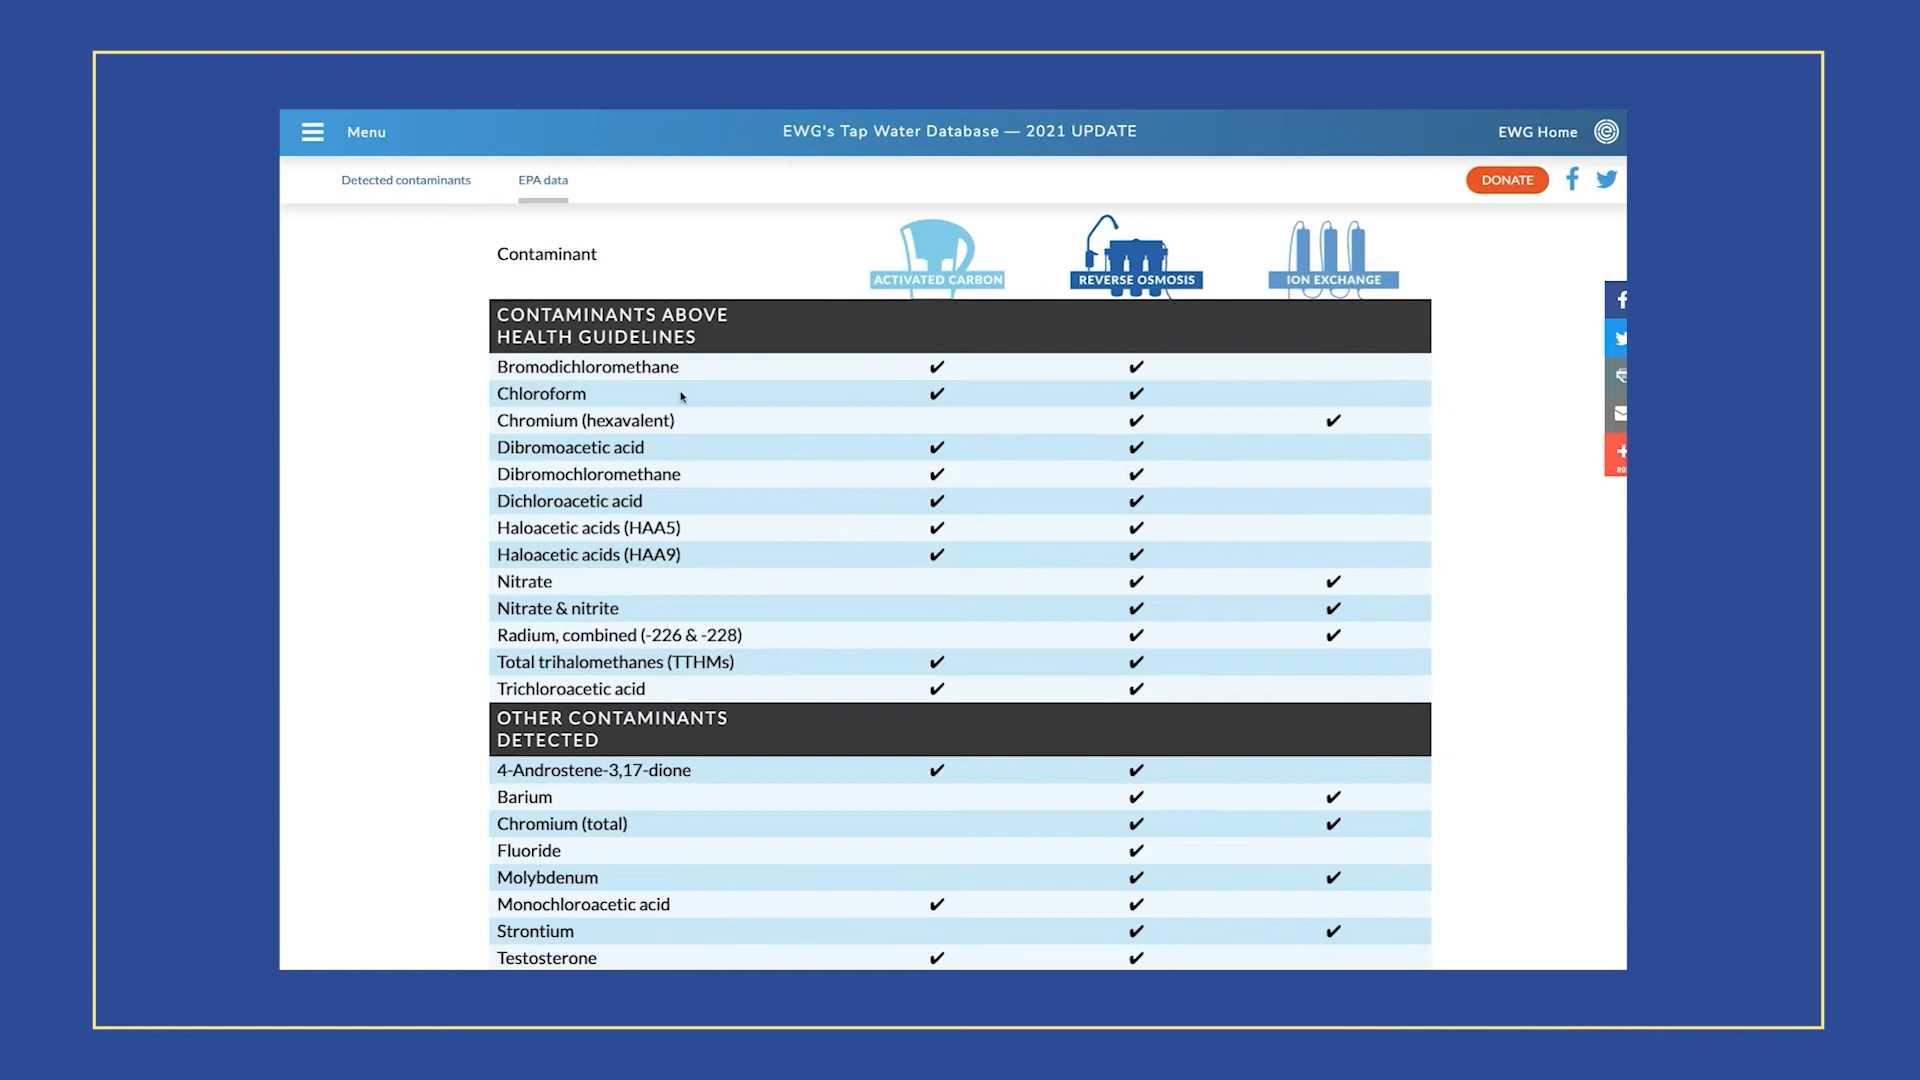 Menu
EWG's Tap Water Database — 2021 UPDATE
EWG Home
Detected contaminants
EPA data
DONATE
Contaminant
ACTIVATED CARBON
REVERSE OSMOSIS
ION EXCHANGE
CONTAMINANTS ABOVE
HEALTH GUIDELINES
Bromodichloromethane ✔ ✔
Chloroform ✔ ✔
Chromium (hexavalent) ✔ ✔
Dibromoacetic acid ✔ ✔
Dibromochloromethane ✔ ✔
Dichloroacetic acid ✔ ✔
Haloacetic acids (HAA5) ✔ ✔
Haloacetic acids (HAA9) ✔ ✔
Nitrate ✔ ✔
Nitrate & nitrite ✔ ✔
Radium, combined (-226 & -228) ✔ ✔
Total trihalomethanes (TTHMs) ✔ ✔
Trichloroacetic acid ✔ ✔
OTHER CONTAMINANTS
DETECTED
4-Androstene-3,17-dione ✔ ✔
Barium ✔ ✔
Chromium (total) ✔ ✔
Fluoride ✔
Molybdenum ✔ ✔
Monochloroacetic acid ✔ ✔
Strontium ✔ ✔
Testosterone ✔ ✔